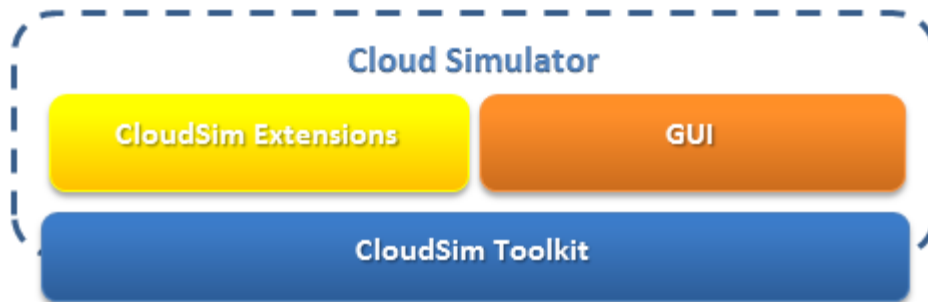 Cloud Simulator
CloudSim Extensions
GUI
CloudSim Toolkit